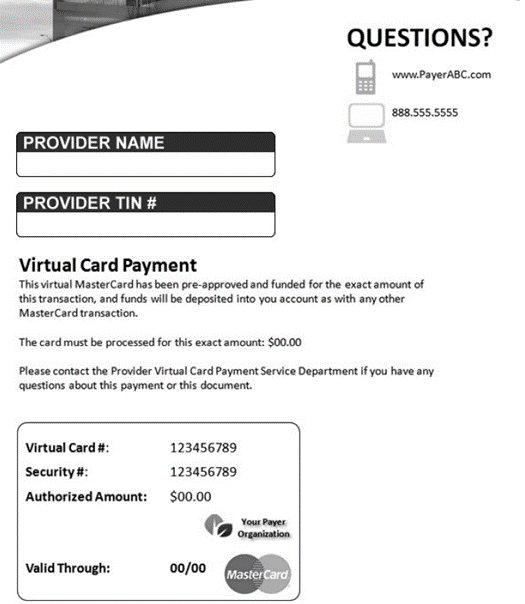 QUESTIONS?
www.PayerABC.com
888.555.5555
PROVIDER NAME
PROVIDER TIN #
Virtual Card Payment
This virtual MasterCard has been pre-approved and funded for the exact amount of
this transaction, and funds will be deposited into you account as with any other
MasterCard transaction.
The card must be processed for this exact amount: $00.00
Please contact the Provider Virtual Card Payment Service Department if you have any
questions about this payment or this document.
Virtual Card #: 123456789
Security #: 123456789
Authorized Amount: $00.00
Your Payer
Organization
Valid Through: 00/00
MasterCard